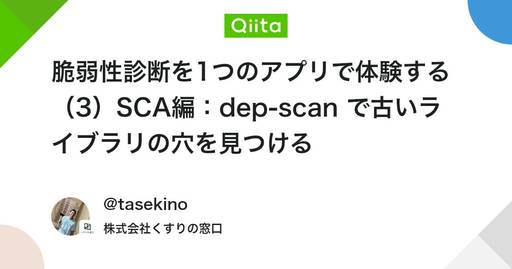 Qiita
脆弱性診断を1つのアプリで体験する
（3）SCA編：dep-scan で古いラ
イブラリの穴を見つける
@tasekino
株式会社くすりの窓口